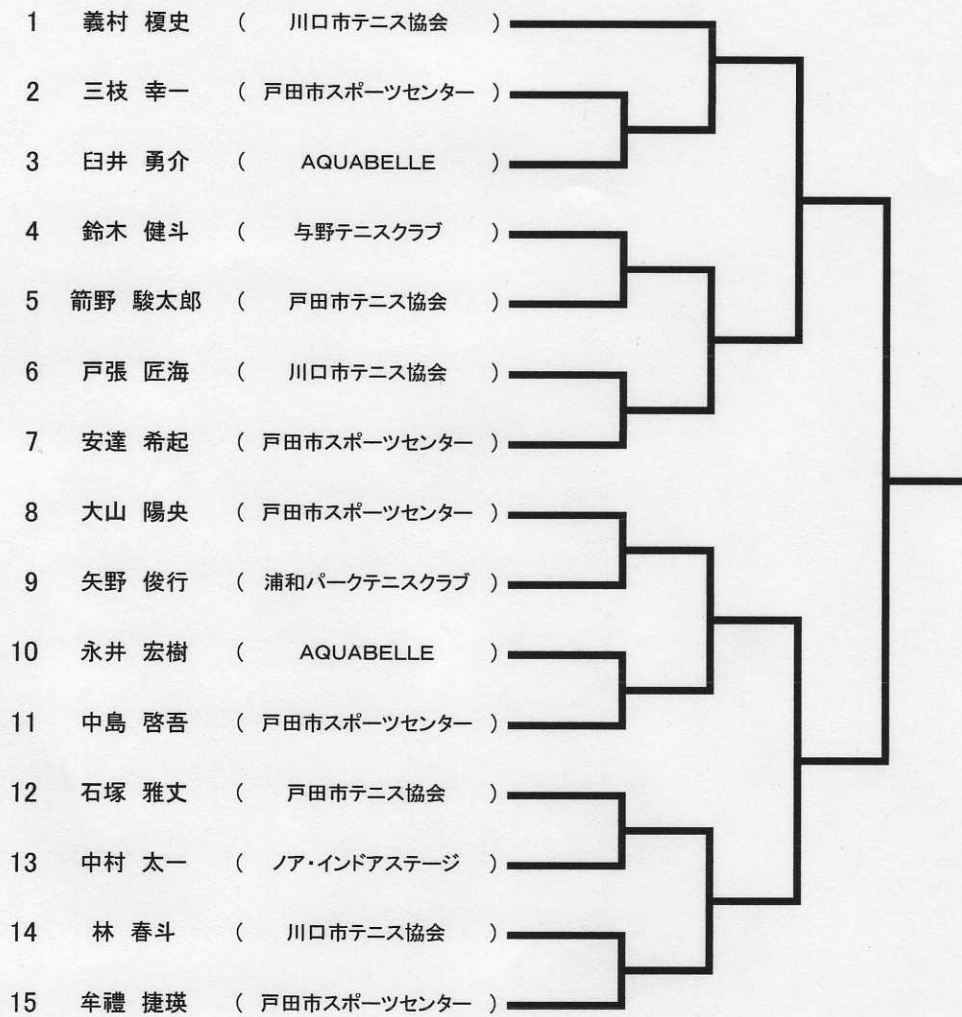 1 義村 榎史 ( 川口市テニス協会 )
2 三枝 幸一 ( 戸田市スポーツセンター )
3 臼井 勇介 ( AQUABELLE )
4 鈴木 健斗 ( 与野テニスクラブ )
5 箭野 駿太郎 ( 戸田市テニス協会 )
6 戸張 匠海 ( 川口市テニス協会 )
7 安達 希起 ( 戸田市スポーツセンター )
8 大山 陽央 ( 戸田市スポーツセンター )
9 矢野 俊行 ( 浦和パークテニスクラブ )
10 永井 宏樹 ( AQUABELLE )
11 中島 啓吾 ( 戸田市スポーツセンター )
12 石塚 雅丈 ( 戸田市テニス協会 )
13 中村 太一 ( ノア・インドアステージ )
14 林 春斗 ( 川口市テニス協会 )
15 牟禮 捷瑛 ( 戸田市スポーツセンター )